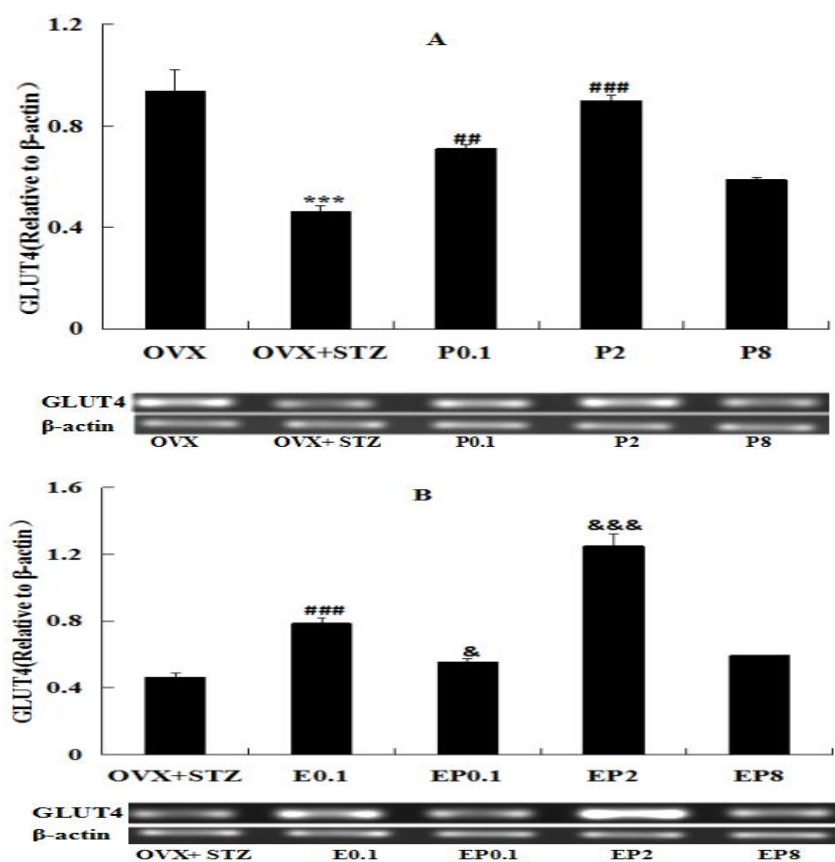 A
GLUT4(Relative to β-actin)
1.2
0.8
0.4
0
***
##
###
OVX OVX+STZ P0.1 P2 P8
GLUT4
β-actin
OVX OVX+ STZ P0.1 P2 P8
B
GLUT4(Relative to β-actin)
1.6
1.2
0.8
0.4
0
###
&
&&&
OVX+STZ E0.1 EP0.1 EP2 EP8
GLUT4
β-actin
OVX+ STZ E0.1 EP0.1 EP2 EP8